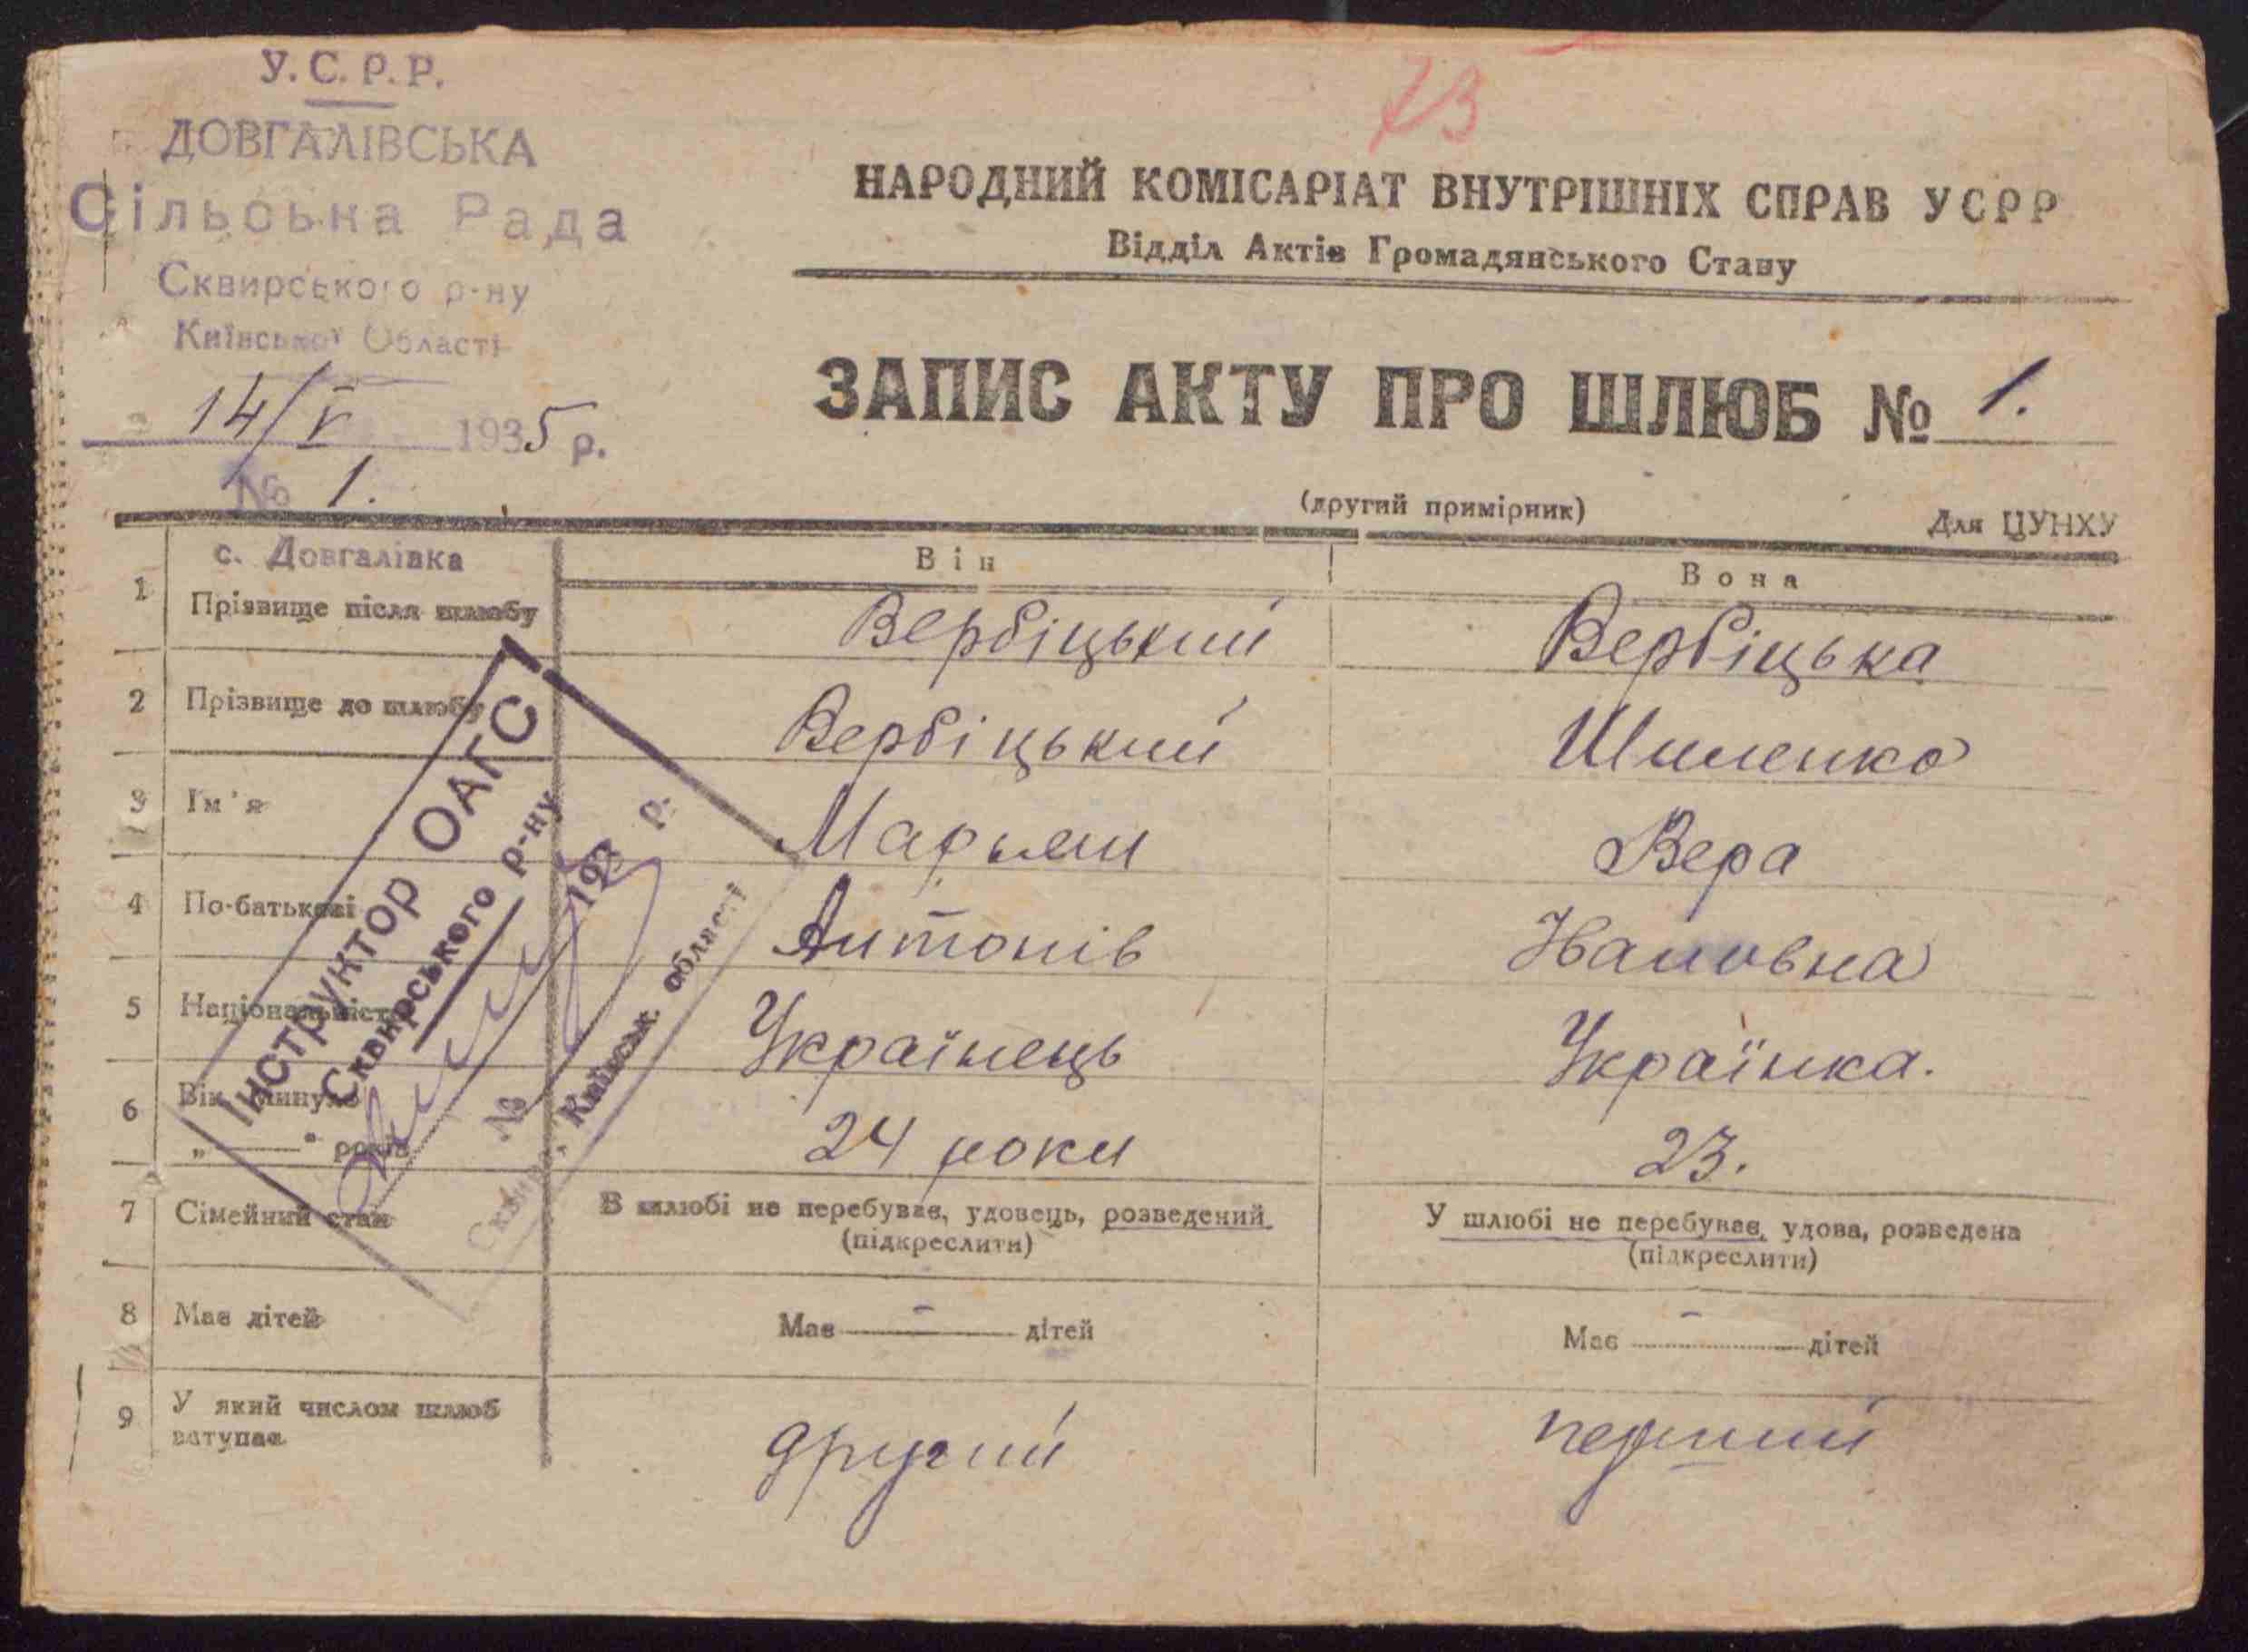 У.С.Р.Р.
ДОВГАЛІВСЬКА
Сільська Рада
Сквирського р-ну
Київської Області
14/V 1935 р.
№ 1.
73
НАРОДНИЙ КОМІСАРІАТ ВНУТРІШНІХ СПРАВ УСРР
Відділ Актів Громадянського Стану
ЗАПИС АКТУ ПРО ШЛЮБ № 1.
(другий примірник)
Для ЦУНХУ
с. Довгалівка
Він
Вона
1 Прізвище після шлюбу Вербіцький Вербіцька
2 Прізвище до шлюбу Вербіцький
3 Ім'я Марьян Вера
4 По-батькові Антонів
5 Національність Українець Українка.
6 Вік минуло 24 роки 23.
„ — " років
7 Сімейний стан В шлюбі не перебуває, удовець, розведений У шлюбі не перебуває, удова, розведена
(підкреслити) (підкреслити)
8 Має дітей Має - дітей Має - дітей
9 У який числом шлюб вступає другий перший
Інструктор ОАГС
Сквирського р-ну
№ 193 р.
Київськ. області